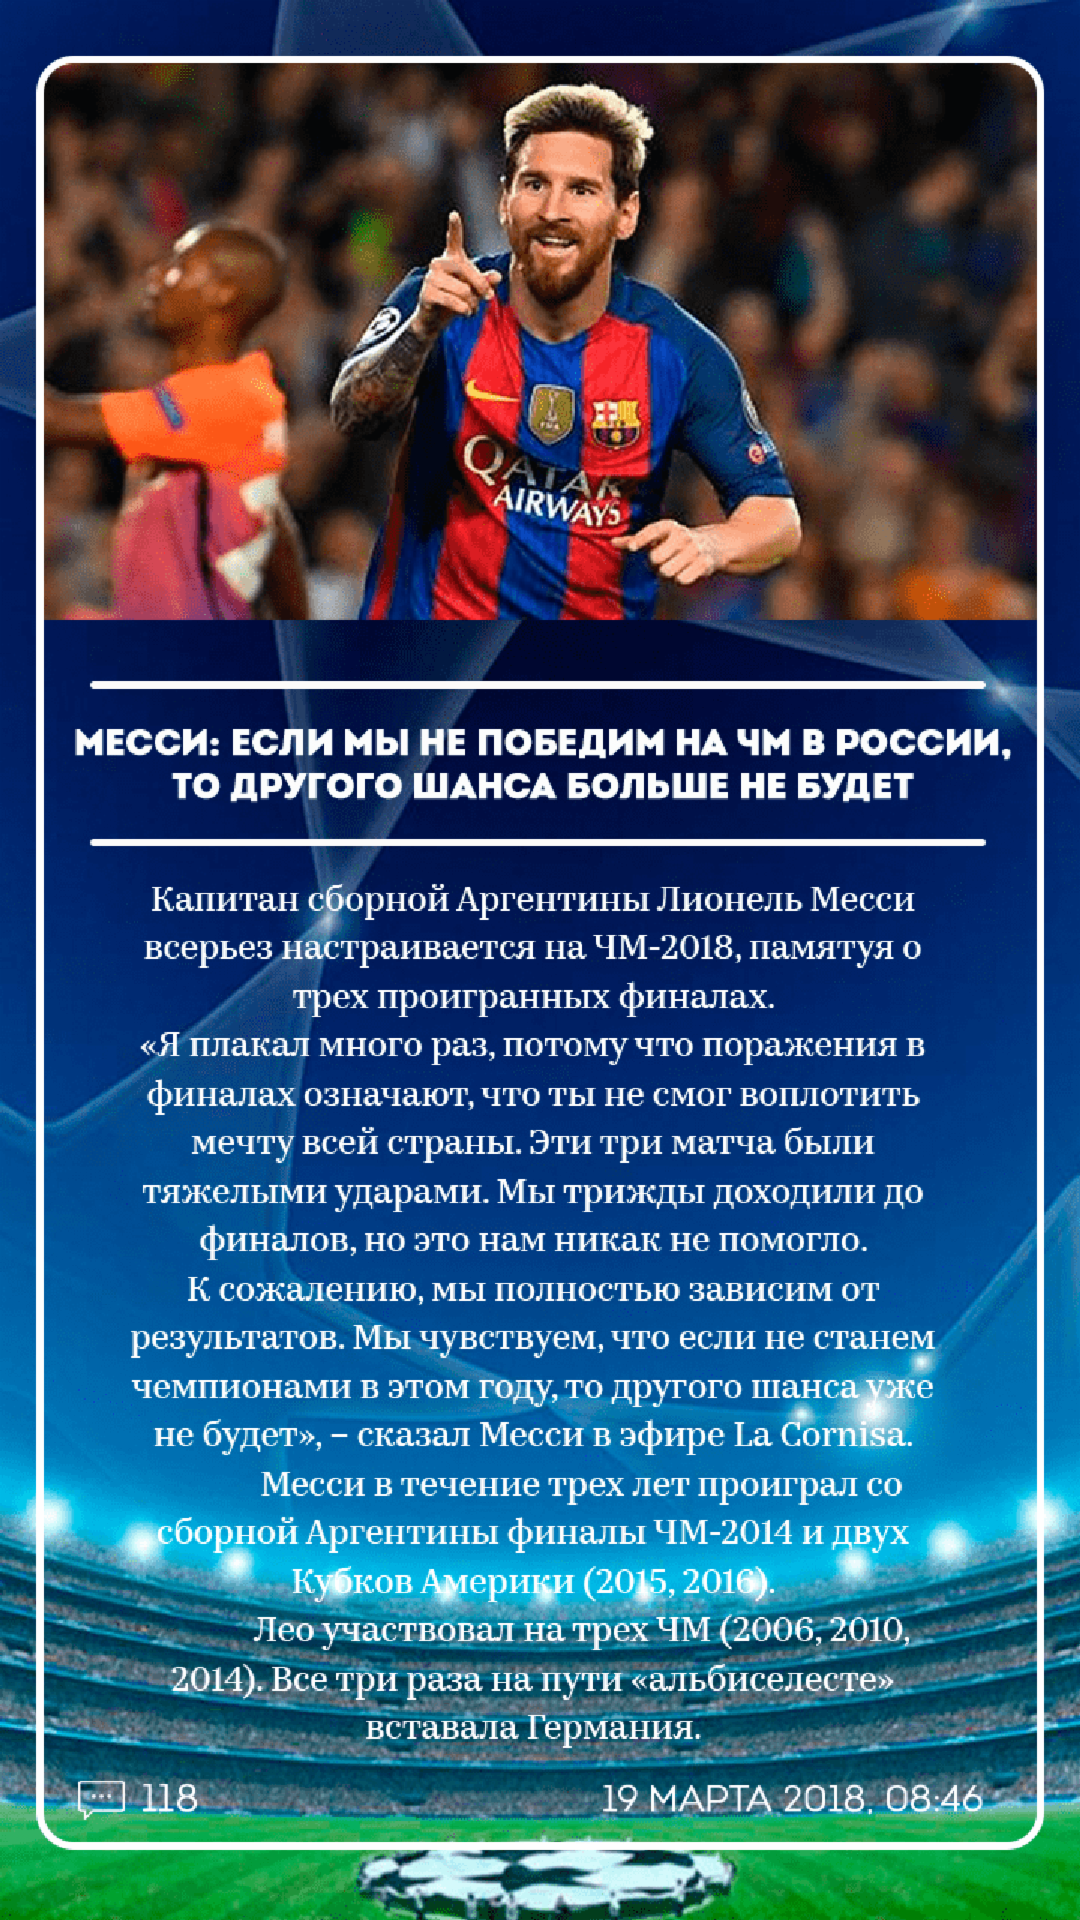 QATAR
AIRWAYS
МЕССИ: ЕСЛИ МЫ НЕ ПОБЕДИМ НА ЧМ В РОССИИ,
ТО ДРУГОГО ШАНСА БОЛЬШЕ НЕ БУДЕТ
Капитан сборной Аргентины Лионель Месси
всерьез настраивается на ЧМ-2018, памятуя о
трех проигранных финалах.
«Я плакал много раз, потому что поражения в
финалах означают, что ты не смог воплотить
мечту всей страны. Эти три матча были
тяжелыми ударами. Мы трижды доходили до
финалов, но это нам никак не помогло.
К сожалению, мы полностью зависим от
результатов. Мы чувствуем, что если не станем
чемпионами в этом году, то другого шанса уже
не будет», – сказал Месси в эфире La Cornisa.
Месси в течение трех лет проиграл со
сборной Аргентины финалы ЧМ-2014 и двух
Кубков Америки (2015, 2016).
Лео участвовал на трех ЧМ (2006, 2010,
2014). Все три раза на пути «альбиселесте»
вставала Германия.
118
19 МАРТА 2018, 08:46